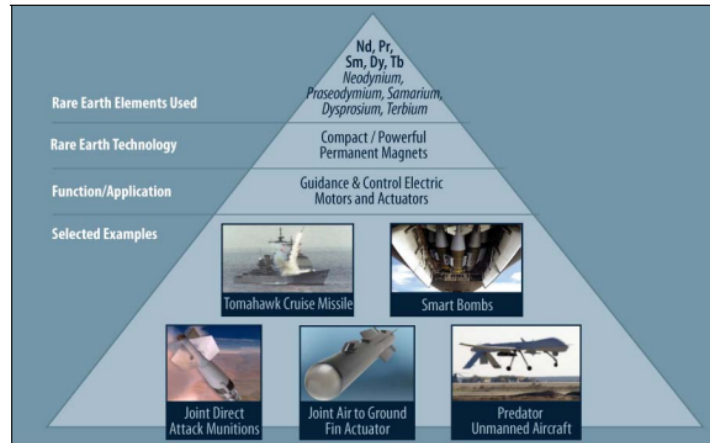 Nd, Pr,
Sm, Dy, Tb
Neodynium,
Praseodymium, Samarium,
Dysprosium, Terbium
Rare Earth Elements Used
Rare Earth Technology
Compact / Powerful
Permanent Magnets
Function/Application
Guidance & Control Electric
Motors and Actuators
Selected Examples
Tomahawk Cruise Missile
Smart Bombs
Joint Direct
Attack Munitions
Joint Air to Ground
Fin Actuator
Predator
Unmanned Aircraft